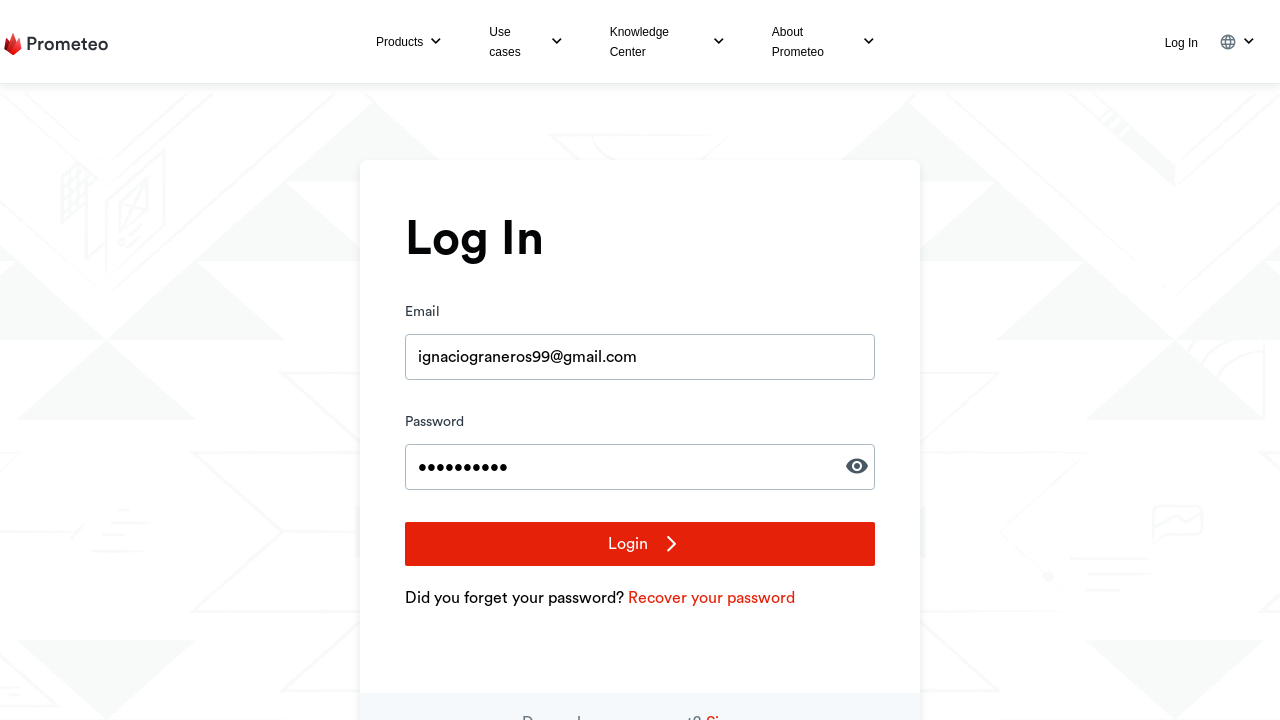 Prometeo
Products
Use cases
Knowledge Center
About Prometeo
Log In
Log In
Email
ignaciograneros99@gmail.com
Password
Login
Did you forget your password? Recover your password